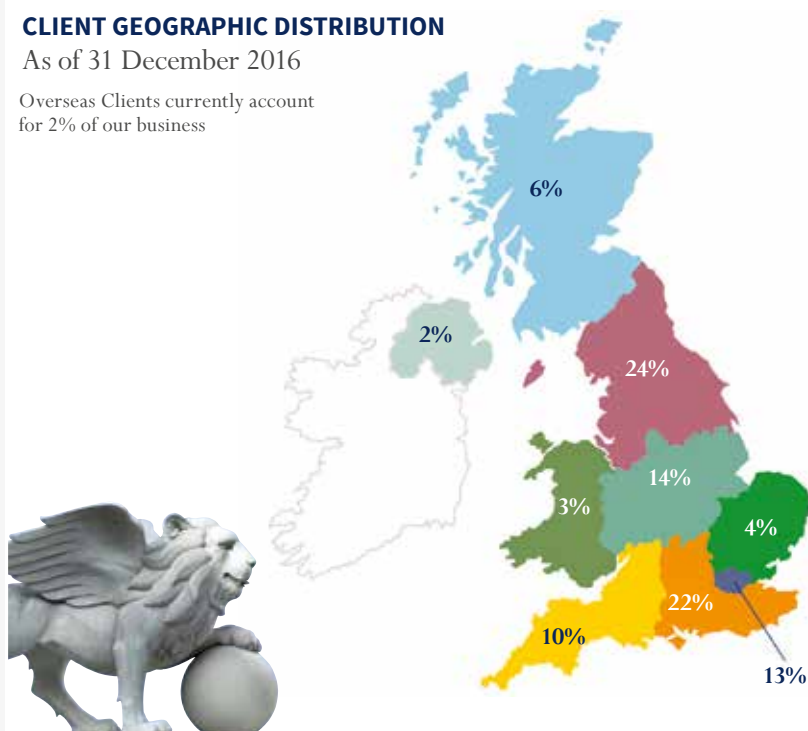 CLIENT GEOGRAPHIC DISTRIBUTION
As of 31 December 2016
Overseas Clients currently account
for 2% of our business
6%
2%
24%
14%
3%
4%
22%
10%
13%